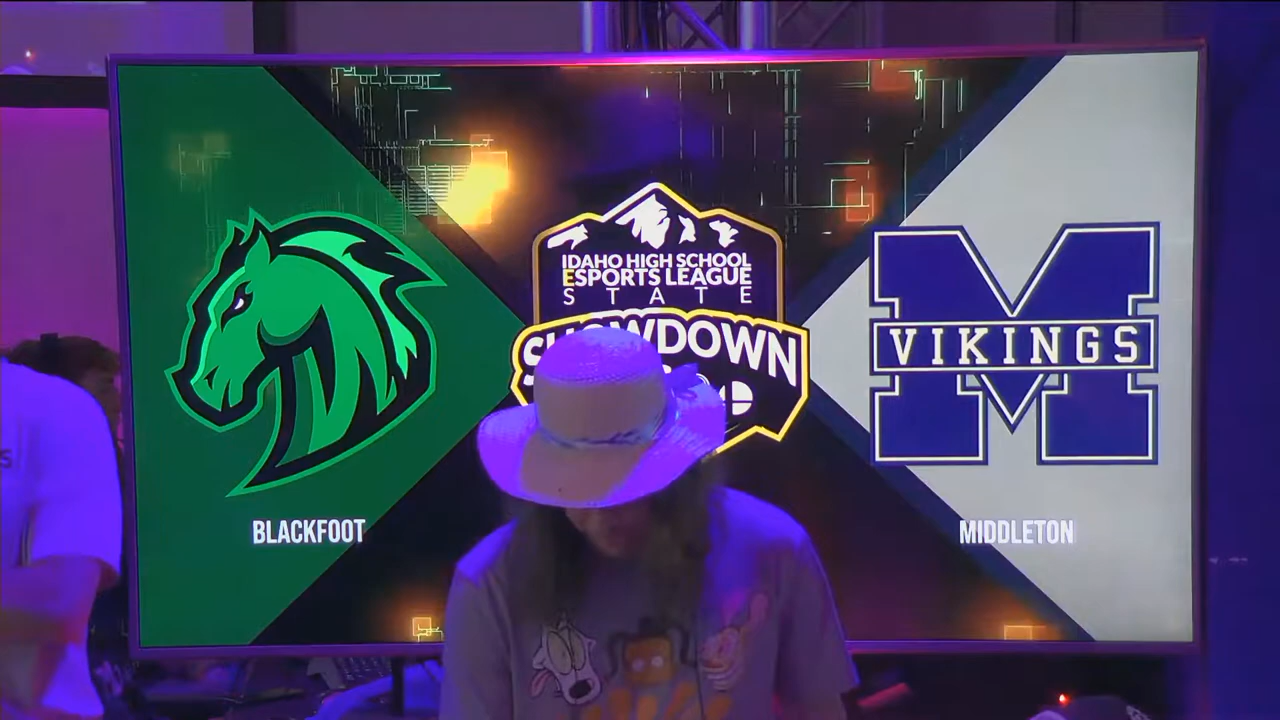 IDAHO HIGH SCHOOL
ESPORTS LEAGUE
STATE
SHOWDOWN
VIKINGS
BLACKFOOT
MIDDLETON